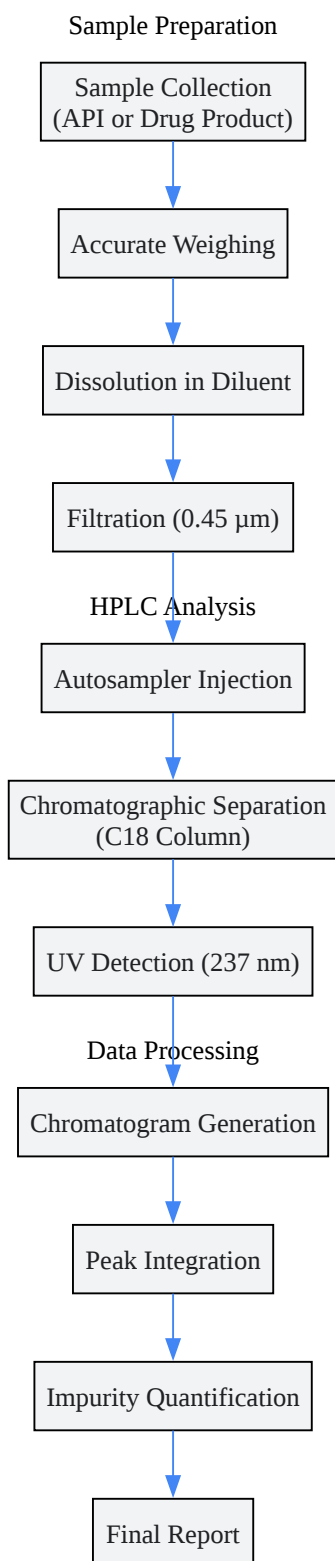 Sample Preparation
Sample Collection
(API or Drug Product)
Accurate Weighing
Dissolution in Diluent
Filtration (0.45 µm)
HPLC Analysis
Autosampler Injection
Chromatographic Separation
(C18 Column)
UV Detection (237 nm)
Data Processing
Chromatogram Generation
Peak Integration
Impurity Quantification
Final Report